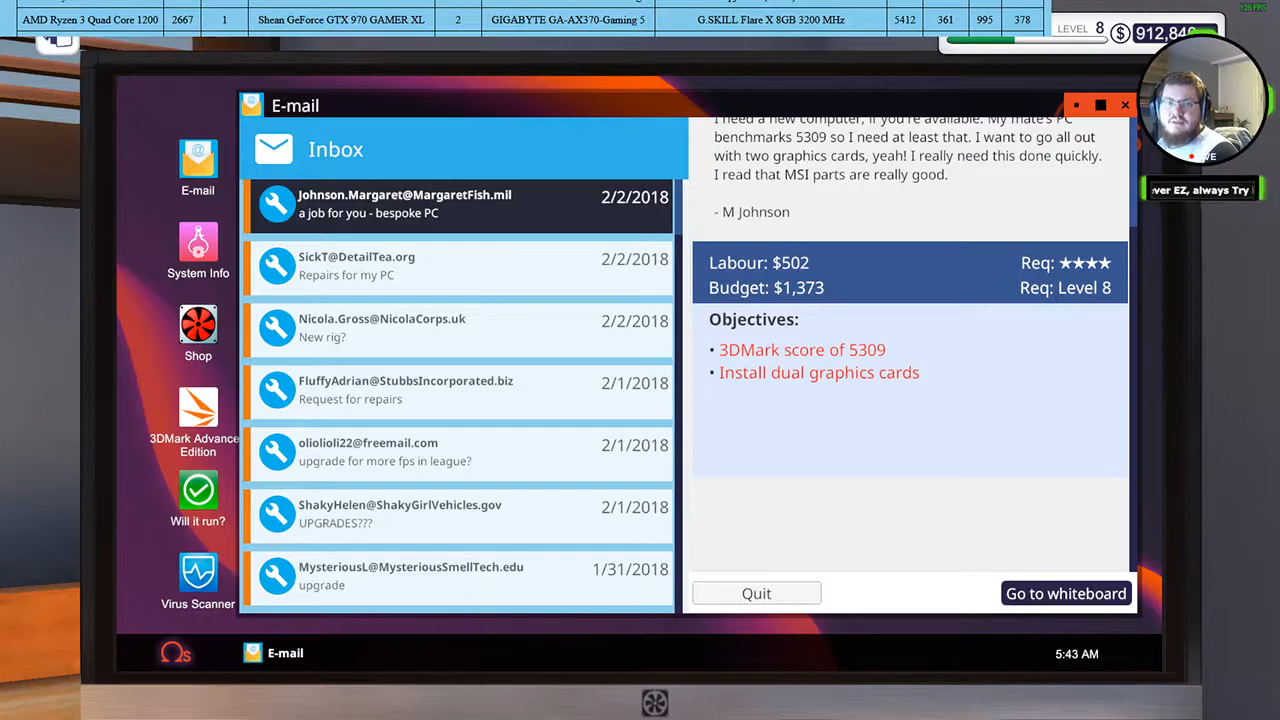 126 FPS
AMD Ryzen 3 Quad Core 1200 2667 1 Shean GeForce GTX 970 GAMER XL 2 GIGABYTE GA-AX370-Gaming 5 G.SKILL Flare X 8GB 3200 MHz 5412 361 995 378
LEVEL 8
E-mail
Inbox
Johnson.Margaret@MargaretFish.mil 2/2/2018
a job for you - bespoke PC
SickT@DetailTea.org 2/2/2018
Repairs for my PC
Nicola.Gross@NicolaCorps.uk 2/2/2018
New rig?
FluffyAdrian@StubbsIncorporated.biz 2/1/2018
Request for repairs
oliolioli22@freemail.com 2/1/2018
upgrade for more fps in league?
ShakyHelen@ShakyGirlVehicles.gov 2/1/2018
UPGRADES???
MysteriousL@MysteriousSmellTech.edu 1/31/2018
upgrade
I need a new computer, if you're available. My mate's PC
benchmarks 5309 so I need at least that. I want to go all out
with two graphics cards, yeah! I really need this done quickly.
I read that MSI parts are really good.
- M Johnson
Labour: $502 Req: ★★★★
Budget: $1,373 Req: Level 8
Objectives:
• 3DMark score of 5309
• Install dual graphics cards
Quit
Go to whiteboard
E-mail
System Info
Shop
3DMark Advance
Edition
Will it run?
Virus Scanner
Ωs
E-mail
5:43 AM
ver EZ, always Try